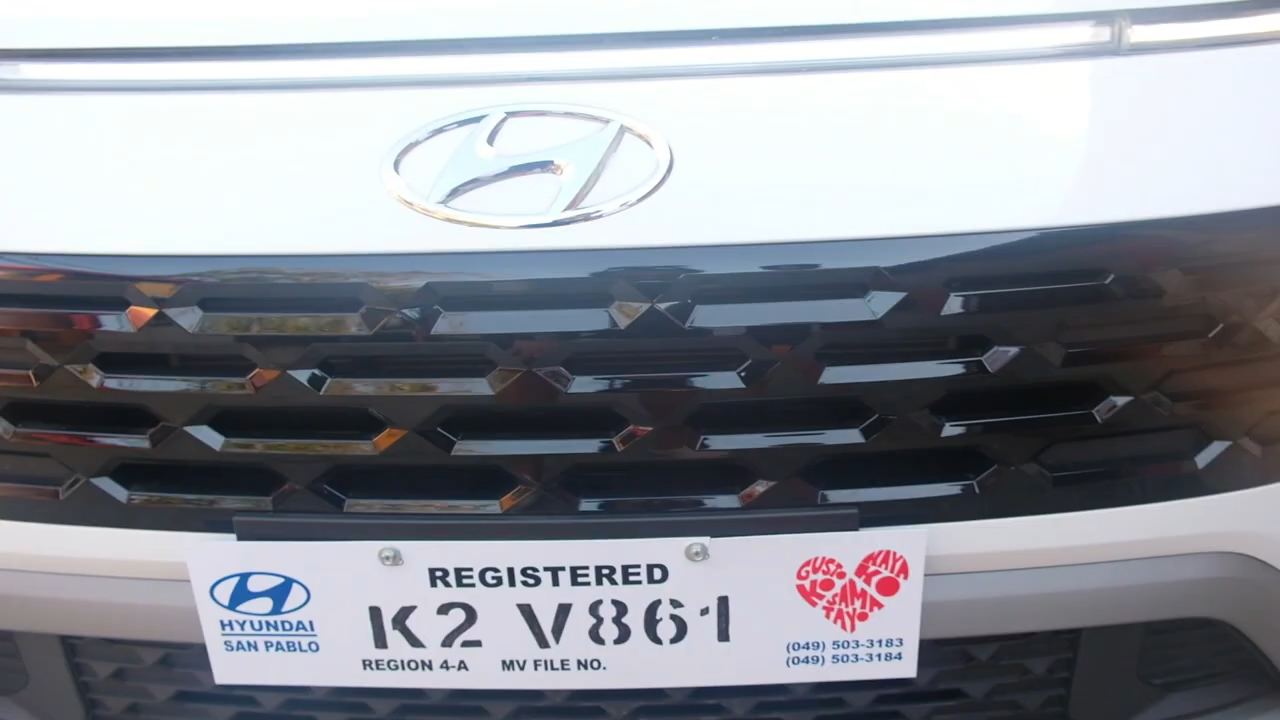 REGISTERED
K2 V861
REGION 4-A MV FILE NO.
HYUNDAI
SAN PABLO
GUSTO KO
KAYA KO
SAMA
TAYO
(049) 503-3183
(049) 503-3184